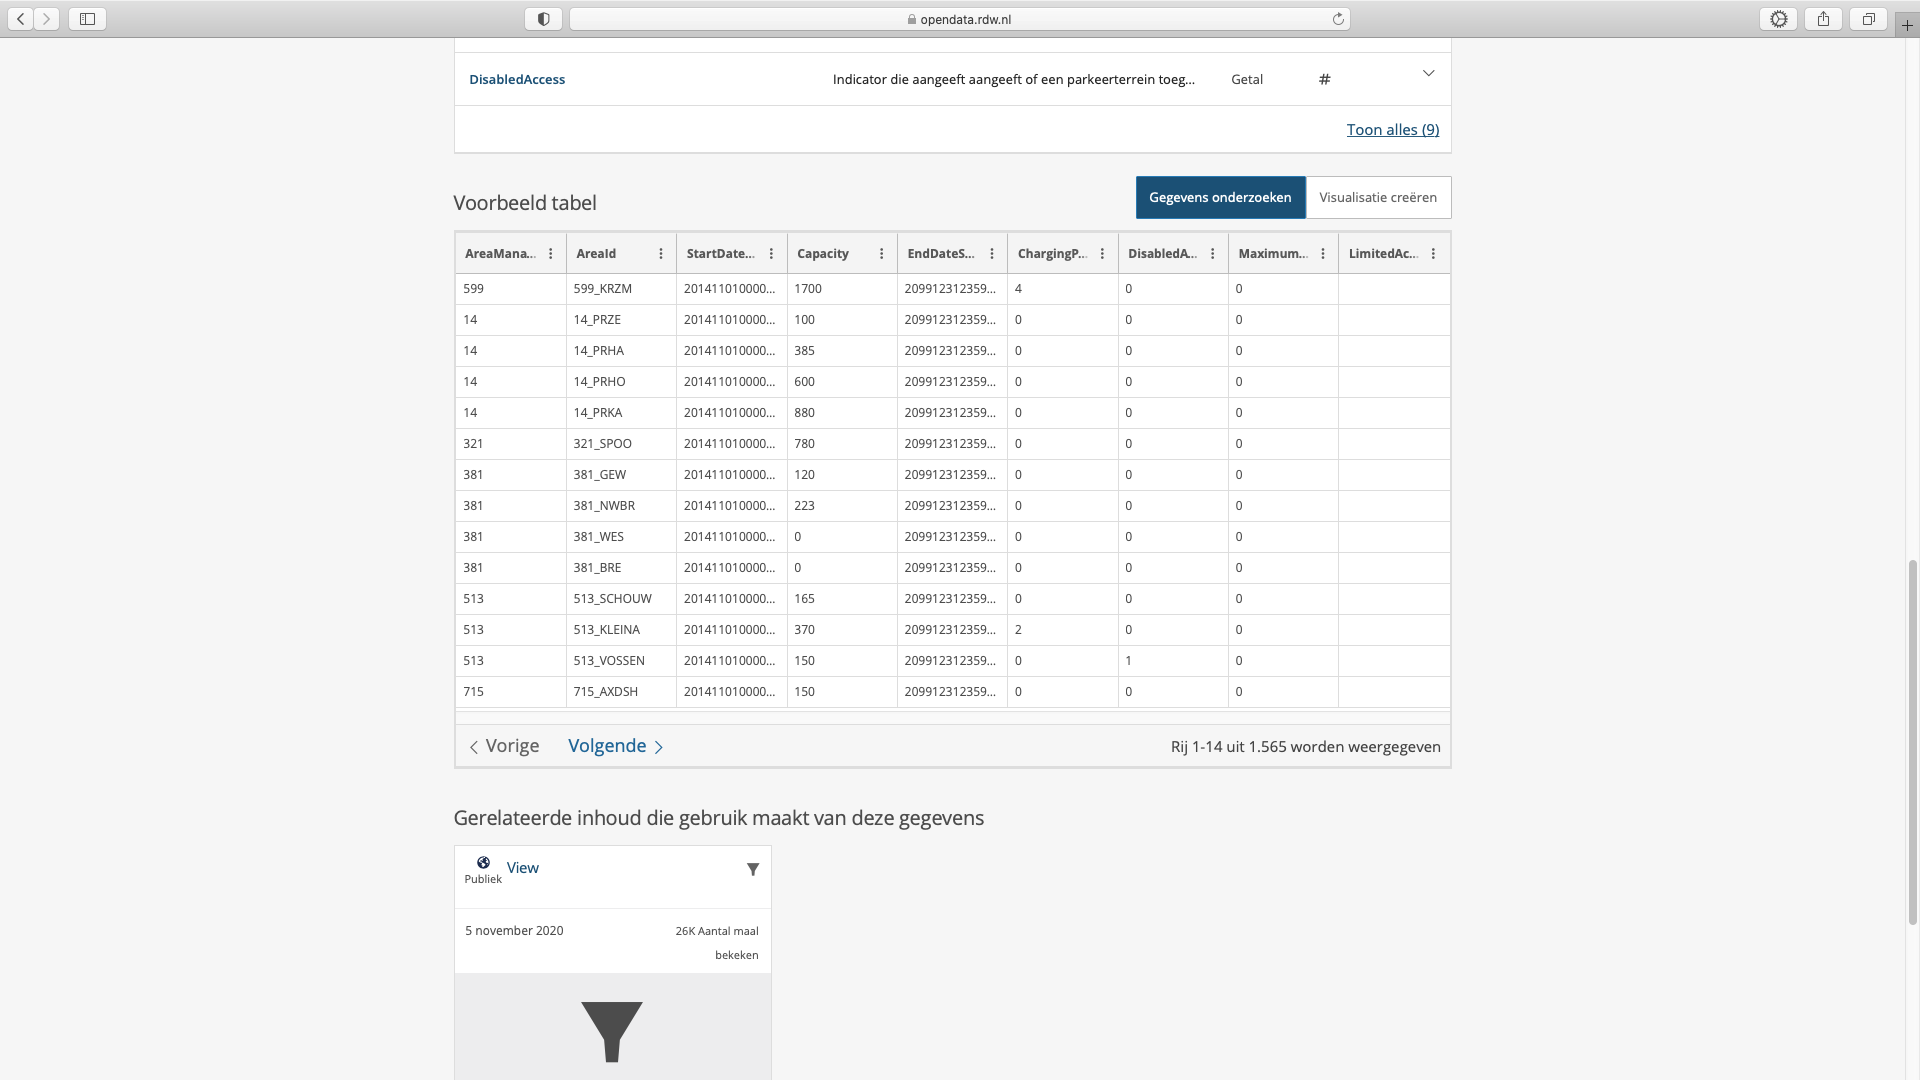 opendata.rdw.nl
DisabledAccess Indicator die aangeeft aangeeft of een parkeerterrein toeg... Getal #
Toon alles (9)
Voorbeeld tabel
Gegevens onderzoeken Visualisatie creëren
AreaMana... AreaId StartDate... Capacity EndDateS... ChargingP... DisabledA... Maximum... LimitedAc...
599 599_KRZM 201411010000... 1700 209912312359... 4 0 0
14 14_PRZE 201411010000... 100 209912312359... 0 0 0
14 14_PRHA 201411010000... 385 209912312359... 0 0 0
14 14_PRHO 201411010000... 600 209912312359... 0 0 0
14 14_PRKA 201411010000... 880 209912312359... 0 0 0
321 321_SPOO 201411010000... 780 209912312359... 0 0 0
381 381_GEW 201411010000... 120 209912312359... 0 0 0
381 381_NWBR 201411010000... 223 209912312359... 0 0 0
381 381_WES 201411010000... 0 209912312359... 0 0 0
381 381_BRE 201411010000... 0 209912312359... 0 0 0
513 513_SCHOUW 201411010000... 165 209912312359... 0 0 0
513 513_KLEINA 201411010000... 370 209912312359... 2 0 0
513 513_VOSSEN 201411010000... 150 209912312359... 0 1 0
715 715_AXDSH 201411010000... 150 209912312359... 0 0 0
Vorige Volgende Rij 1-14 uit 1.565 worden weergegeven
Gerelateerde inhoud die gebruik maakt van deze gegevens
View
Publiek
5 november 2020 26K Aantal maal
bekeken